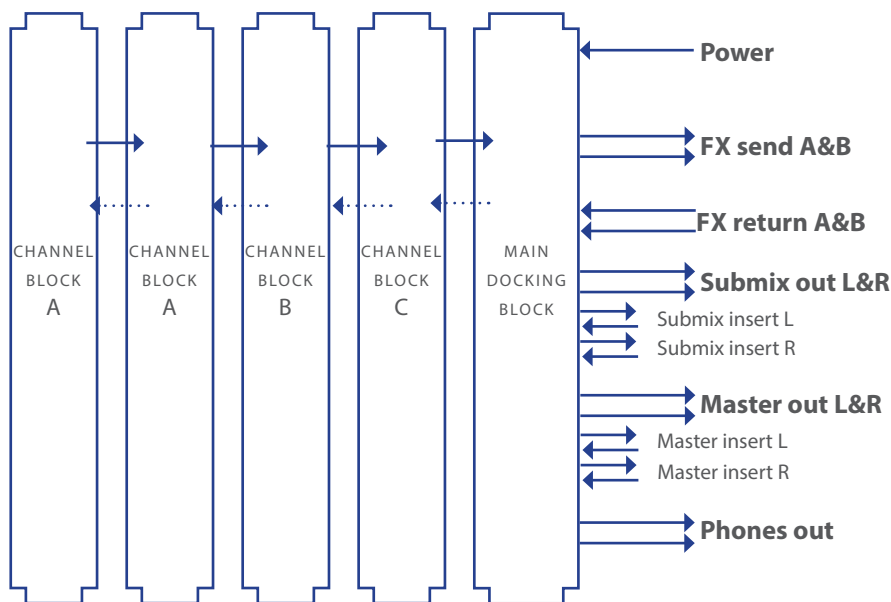 CHANNEL
BLOCK
A
CHANNEL
BLOCK
A
CHANNEL
BLOCK
B
CHANNEL
BLOCK
C
MAIN
DOCKING
BLOCK
Power
FX send A&B
FX return A&B
Submix out L&R
Submix insert L
Submix insert R
Master out L&R
Master insert L
Master insert R
Phones out